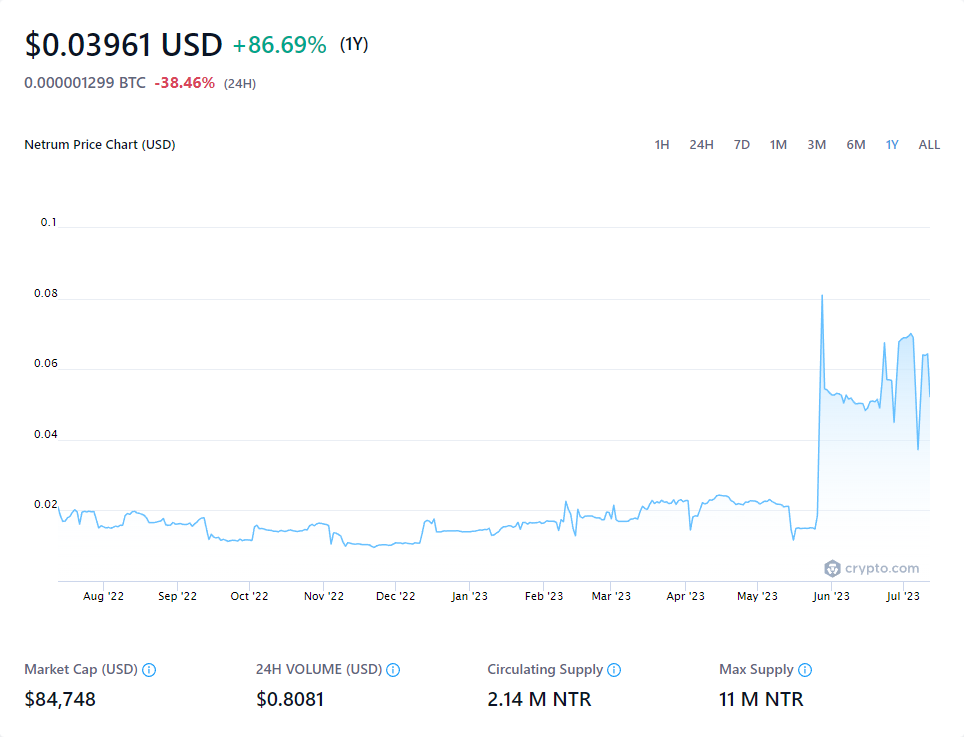 $0.03961 USD +86.69% (1Y)
0.000001299 BTC -38.46% (24H)
Netrum Price Chart (USD) 1H 24H 7D 1M 3M 6M 1Y ALL
0.1
0.08
0.06
0.04
0.02
crypto.com
Aug '22 Sep '22 Oct '22 Nov '22 Dec '22 Jan '23 Feb '23 Mar '23 Apr '23 May '23 Jun '23 Jul '23
Market Cap (USD) 24H VOLUME (USD) Circulating Supply Max Supply
$84,748 $0.8081 2.14 M NTR 11 M NTR